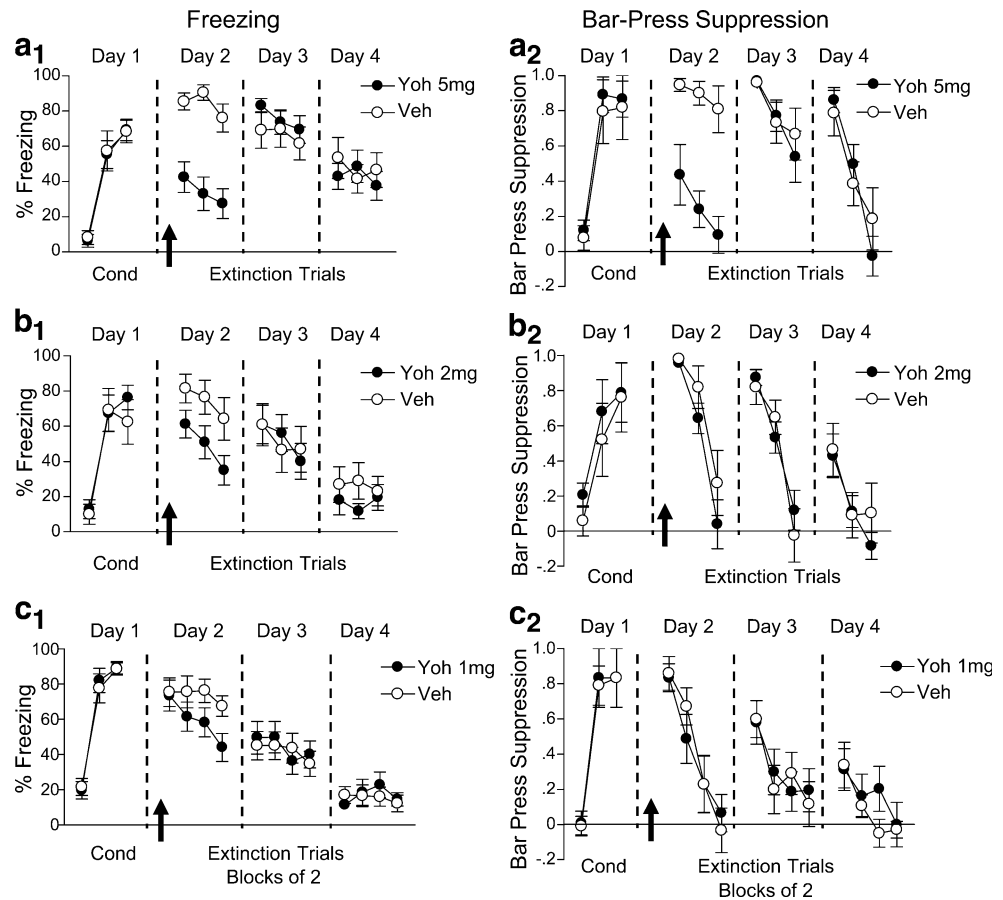 Freezing
Bar-Press Suppression
a1
Day 1 Day 2 Day 3 Day 4
Yoh 5mg
Veh
% Freezing
100
80
60
40
20
0
Cond Extinction Trials
a2
Day 1 Day 2 Day 3 Day 4
Yoh 5mg
Veh
Bar Press Suppression
1.0
.8
.6
.4
.2
0
-.2
Cond Extinction Trials
b1
Day 1 Day 2 Day 3 Day 4
Yoh 2mg
Veh
% Freezing
100
80
60
40
20
0
Cond Extinction Trials
b2
Day 1 Day 2 Day 3 Day 4
Yoh 2mg
Veh
Bar Press Suppression
1.0
.8
.6
.4
.2
0
-.2
Cond Extinction Trials
c1
Day 1 Day 2 Day 3 Day 4
Yoh 1mg
Veh
% Freezing
100
80
60
40
20
0
Cond Extinction Trials
Blocks of 2
c2
Day 1 Day 2 Day 3 Day 4
Yoh 1mg
Veh
Bar Press Suppression
1.0
.8
.6
.4
.2
0
-.2
Cond Extinction Trials
Blocks of 2